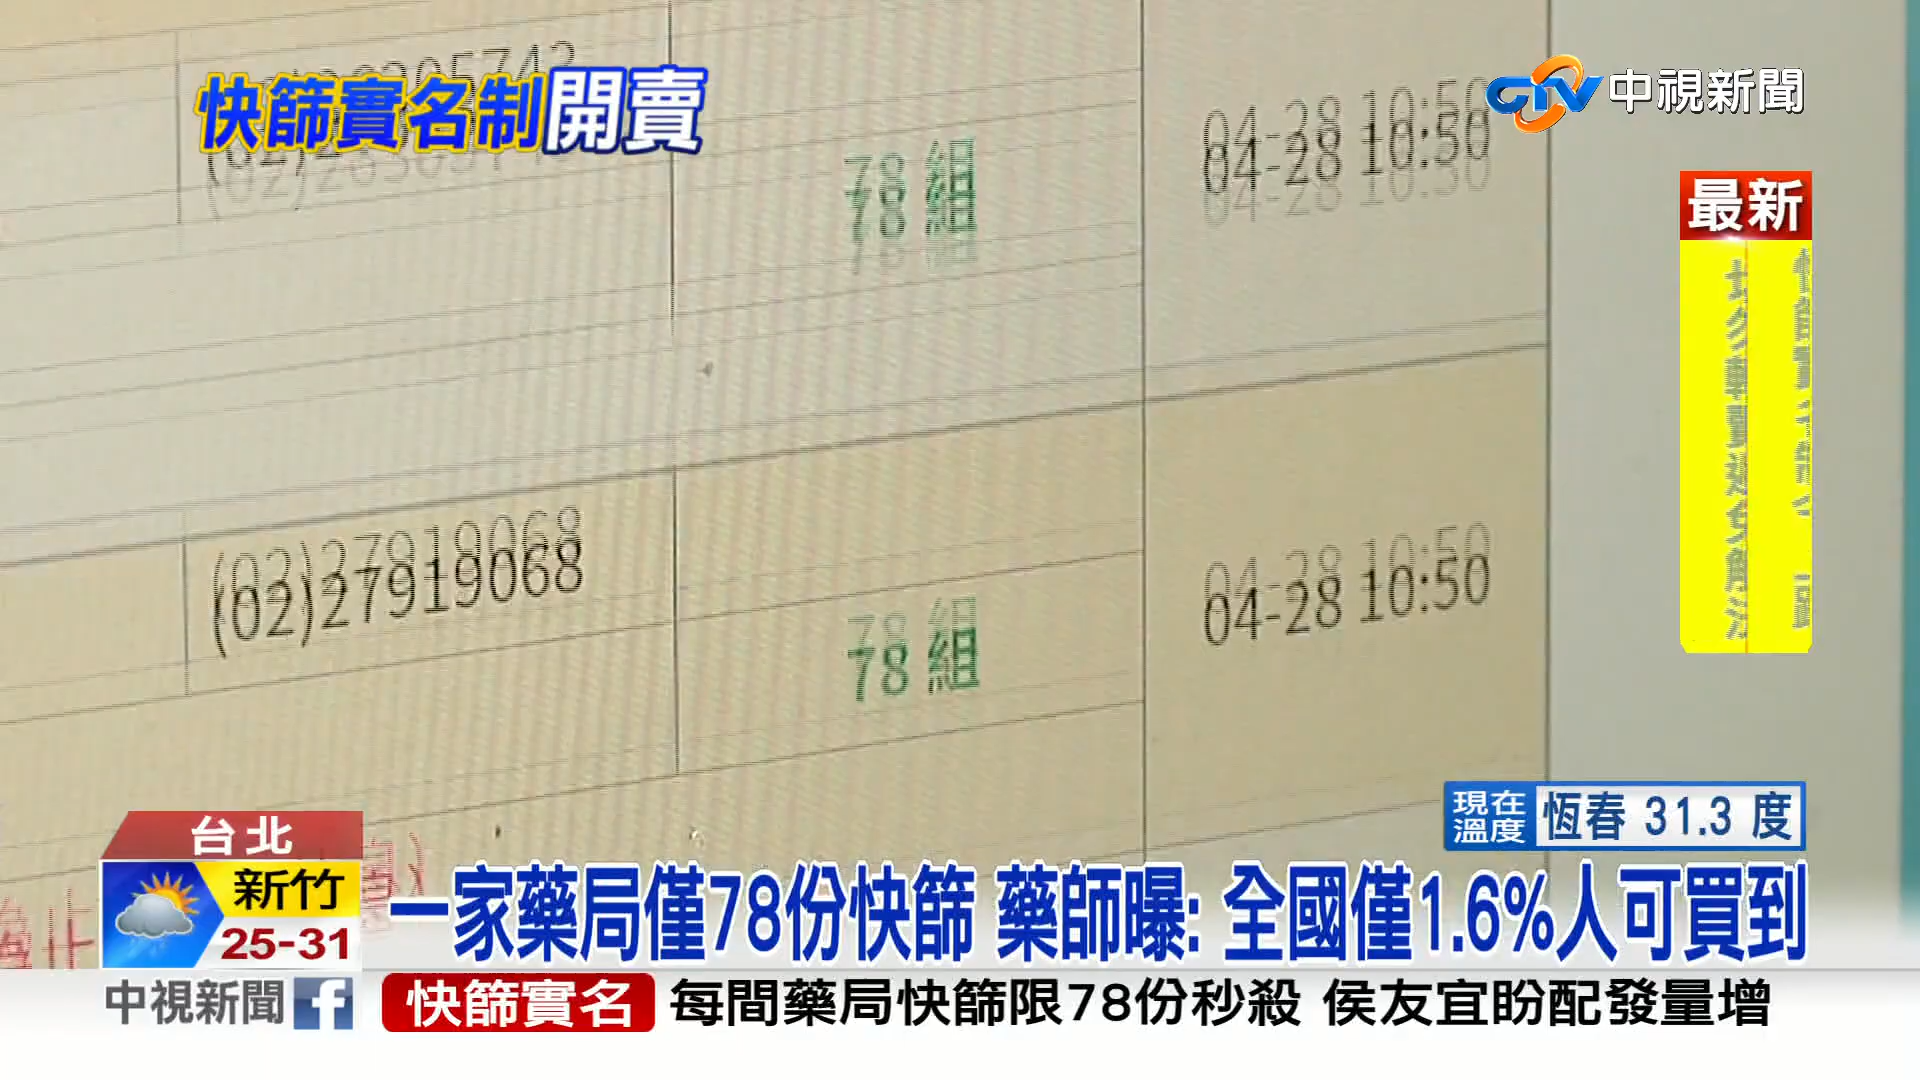 快篩實名制開賣
CTV中視新聞
最新
78組
04-28 10:50
(02)27919068
78組
04-28 10:50
現在溫度
恆春 31.3 度
台北
新竹
25-31
一家藥局僅78份快篩 藥師曝: 全國僅1.6%人可買到
中視新聞
快篩實名
每間藥局快篩限78份秒殺 侯友宜盼配發量增